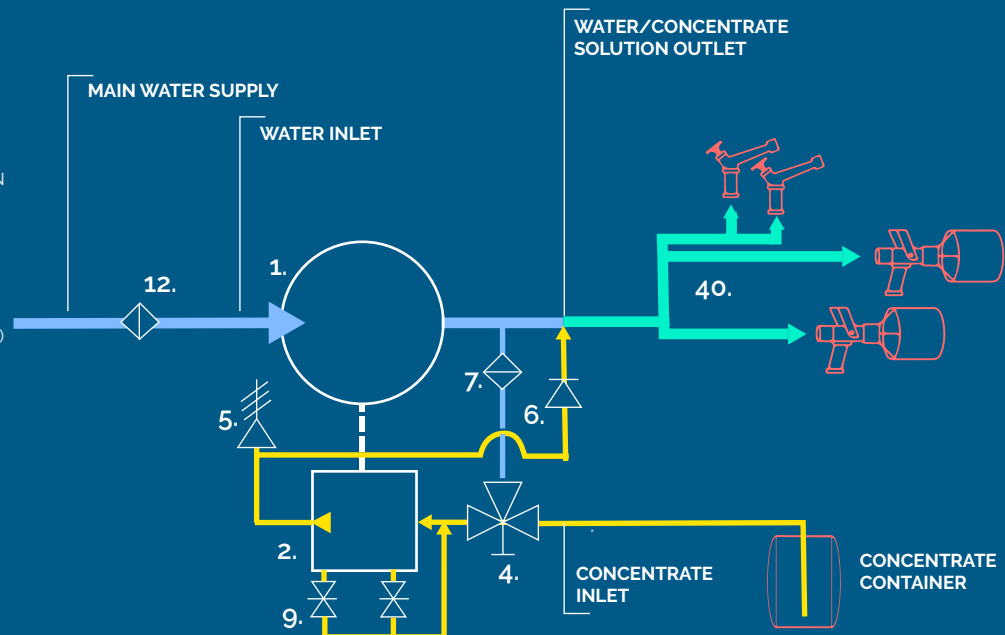 WATER/CONCENTRATE
SOLUTION OUTLET
MAIN WATER SUPPLY
WATER INLET
N
12.
1.
40.
)
7.
5.
6.
2.
4.
9.
CONCENTRATE
INLET
CONCENTRATE
CONTAINER